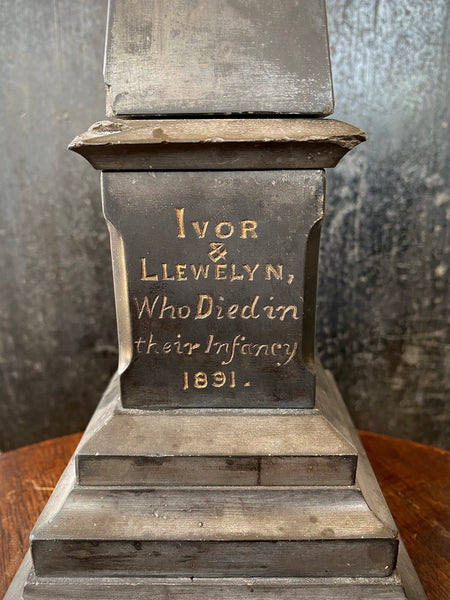 IVOR
&
LLEWELYN,
Who Died in
their Infancy
1891.